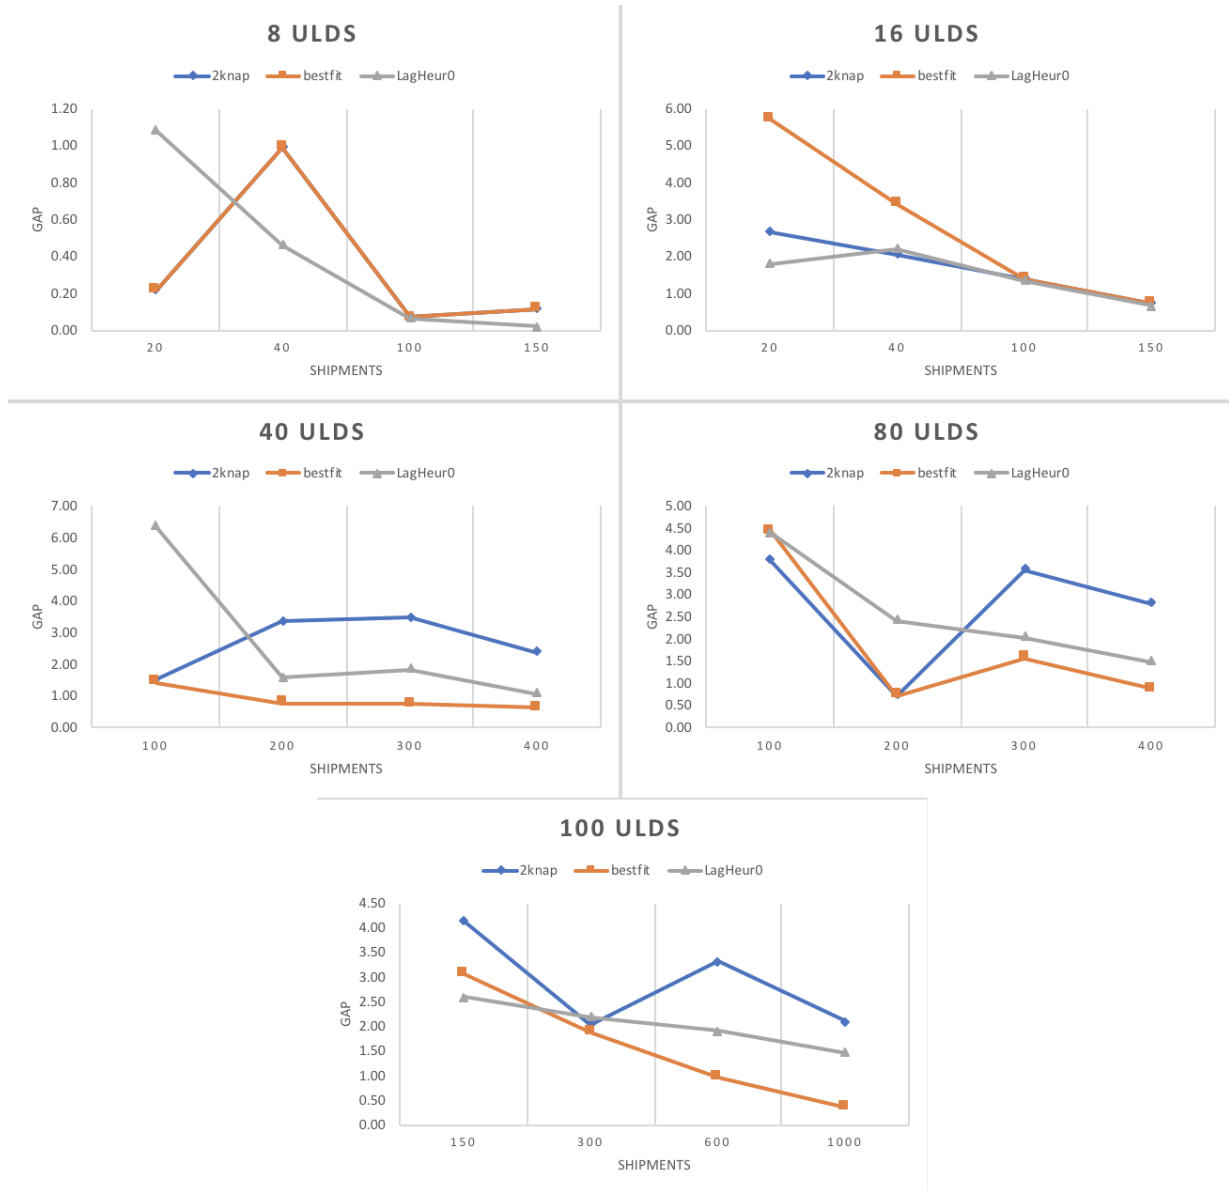 8 ULDS
2knap bestfit LagHeur0
1.20
1.00
0.80
0.60
0.40
0.20
0.00
GAP
20 40 100 150
SHIPMENTS
16 ULDS
2knap bestfit LagHeur0
6.00
5.00
4.00
3.00
2.00
1.00
0.00
GAP
20 40 100 150
SHIPMENTS
40 ULDS
2knap bestfit LagHeur0
7.00
6.00
5.00
4.00
3.00
2.00
1.00
0.00
GAP
100 200 300 400
SHIPMENTS
80 ULDS
2knap bestfit LagHeur0
5.00
4.50
4.00
3.50
3.00
2.50
2.00
1.50
1.00
0.50
0.00
GAP
100 200 300 400
SHIPMENTS
100 ULDS
2knap bestfit LagHeur0
4.50
4.00
3.50
3.00
2.50
2.00
1.50
1.00
0.50
0.00
GAP
150 300 600 1000
SHIPMENTS